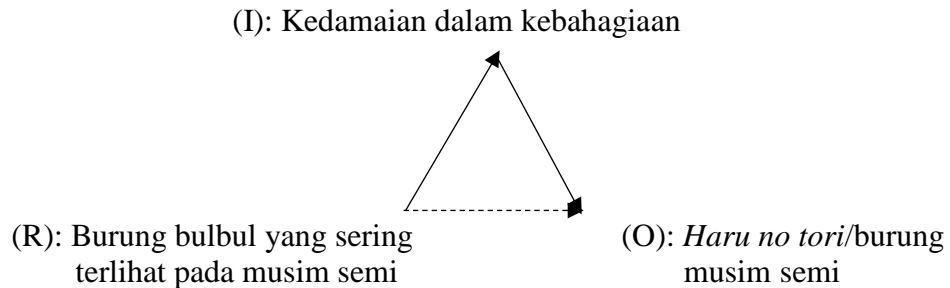 (I): Kedamaian dalam kebahagiaan
(R): Burung bulbul yang sering
terlihat pada musim semi
(O): Haru no tori/burung
musim semi